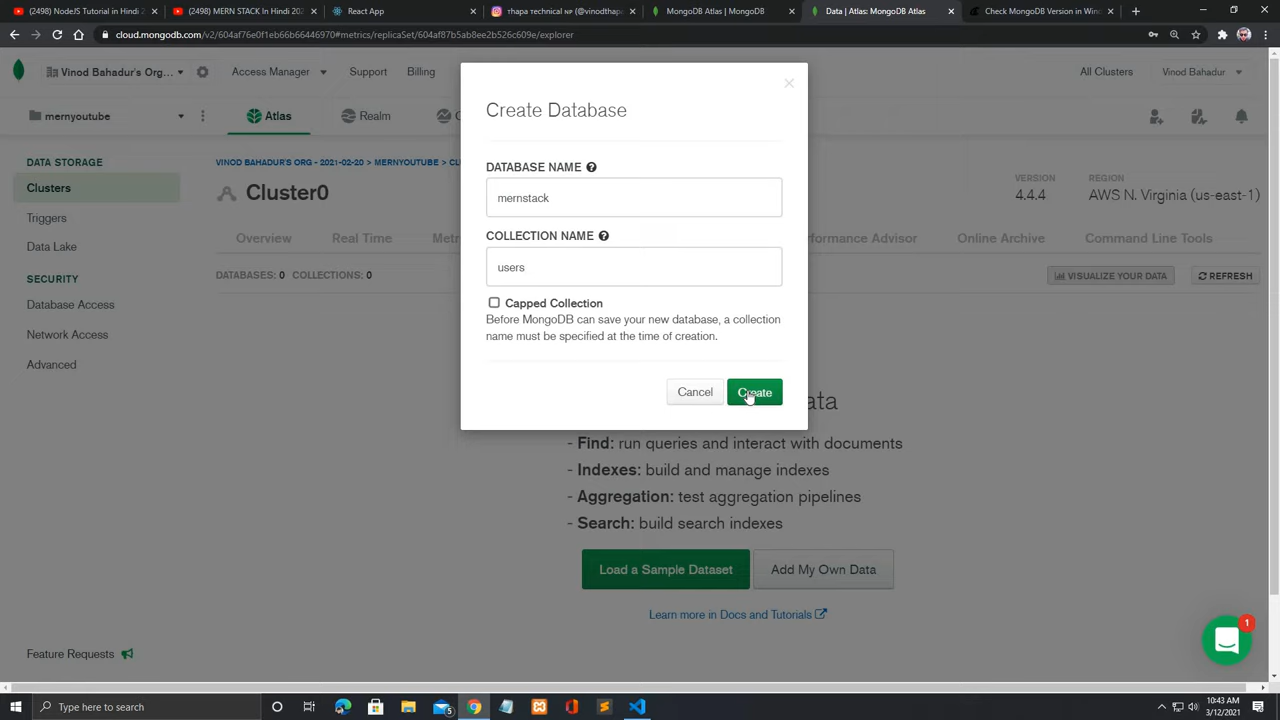 (2498) NodeJS Tutorial in Hindi 2
(2498) MERN STACK In Hindi 202
React App
thapa technical सर (@vinodthape
MongoDB Atlas | MongoDB
Data | Atlas: MongoDB Atlas
Check MongoDB Version in Wind
cloud.mongodb.com/v2/604af76e0f1eb66b64446970#metrics/replicaSet/604af87b5ab8ee2b526c609e/explorer
Vinod Bahadur's Org...
Access Manager
Support
Billing
All Clusters
Vinod Bahadur
mernyoutube
Atlas
Realm
C
DATA STORAGE
Clusters
Triggers
Data Lake
SECURITY
Database Access
Network Access
Advanced
Feature Requests
VINOD BAHADUR'S ORG - 2021-02-20 > MERNYOUTUBE > CL
Cluster0
VERSION
4.4.4
REGION
AWS N. Virginia (us-east-1)
Overview
Real Time
Metr
rformance Advisor
Online Archive
Command Line Tools
DATABASES: 0 COLLECTIONS: 0
VISUALIZE YOUR DATA
REFRESH
Create Database
DATABASE NAME
mernstack
COLLECTION NAME
users
Capped Collection
Before MongoDB can save your new database, a collection
name must be specified at the time of creation.
Cancel
Create
ata
- Find: run queries and interact with documents
- Indexes: build and manage indexes
- Aggregation: test aggregation pipelines
- Search: build search indexes
Load a Sample Dataset
Add My Own Data
Learn more in Docs and Tutorials
1
Type here to search
5
10:43 AM
3/12/2021